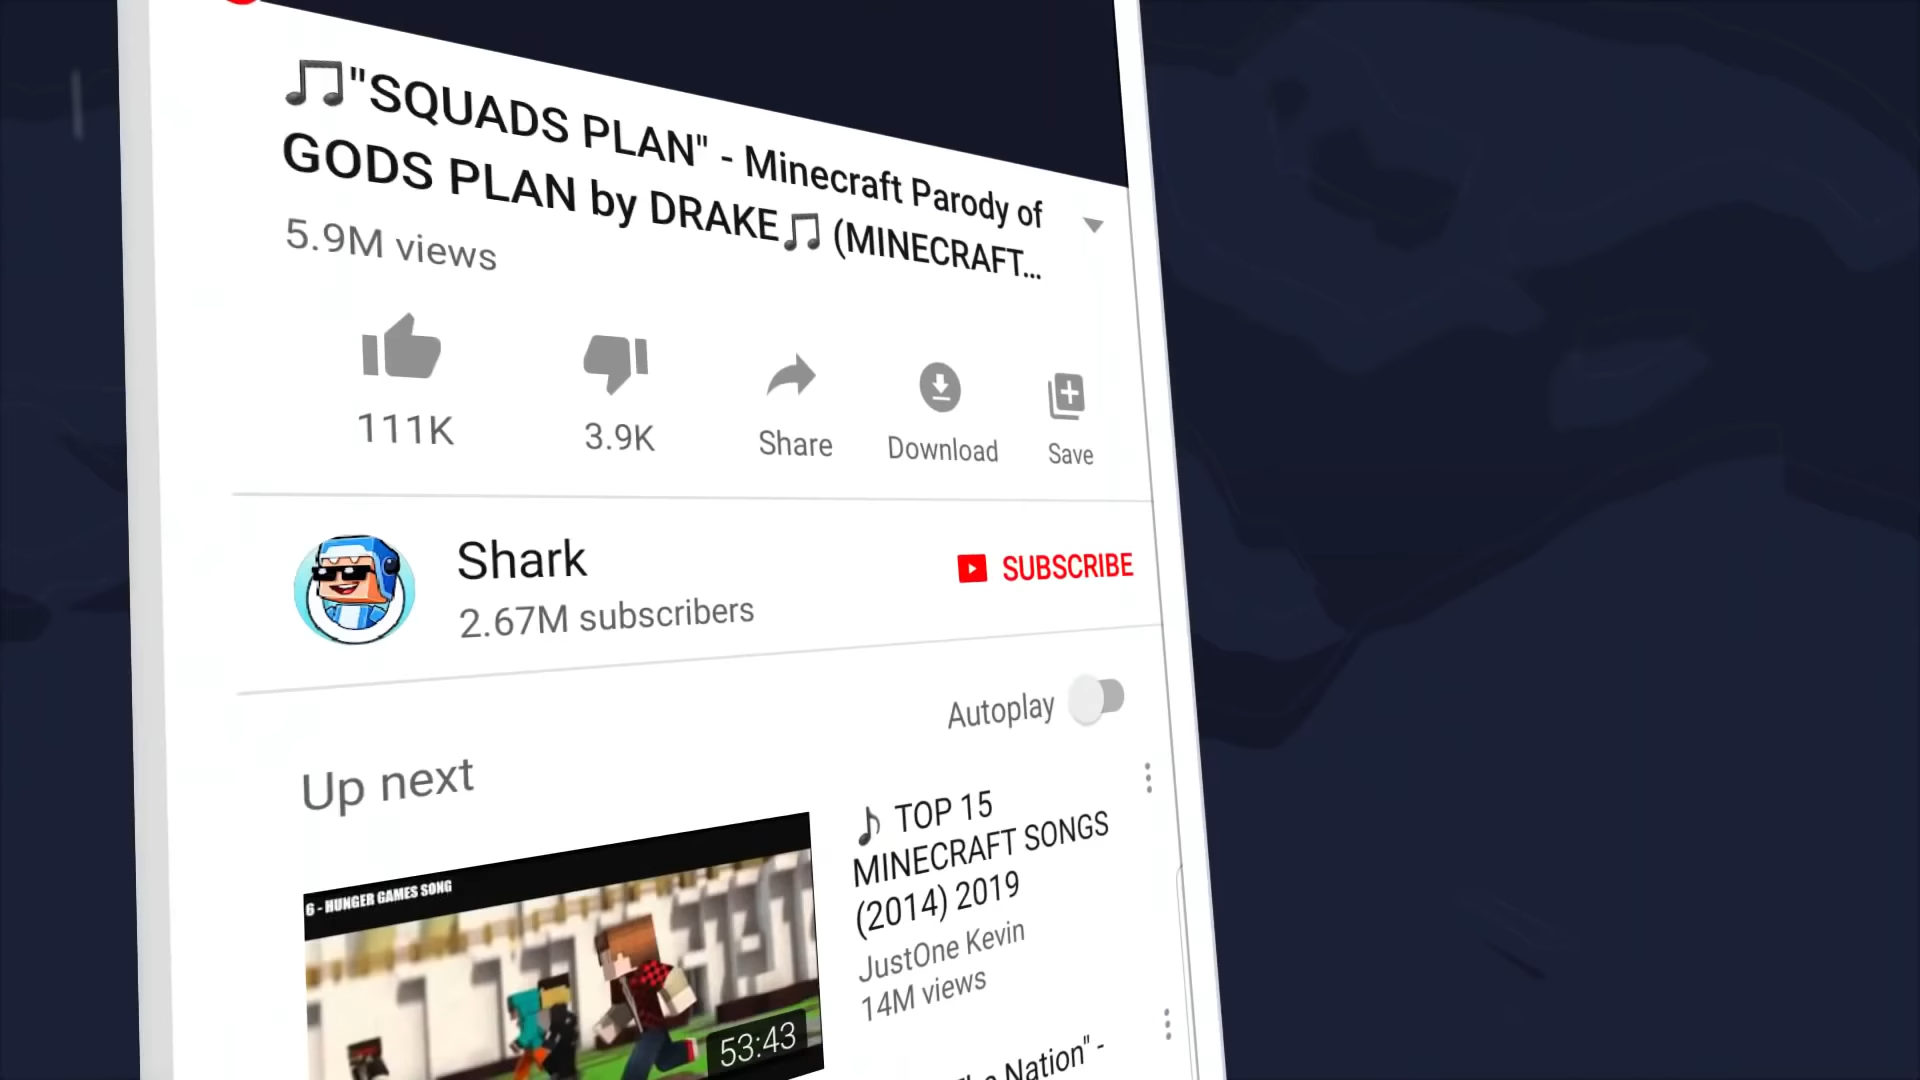 🎵"SQUADS PLAN" - Minecraft Parody of
GODS PLAN by DRAKE🎵 (MINECRAFT...
5.9M views
111K
3.9K
Share
Download
Save
Shark
2.67M subscribers
SUBSCRIBE
Autoplay
Up next
6 - HUNGER GAMES SONG
53:43
♪ TOP 15
MINECRAFT SONGS
(2014) 2019
JustOne Kevin
14M views
Nation" -